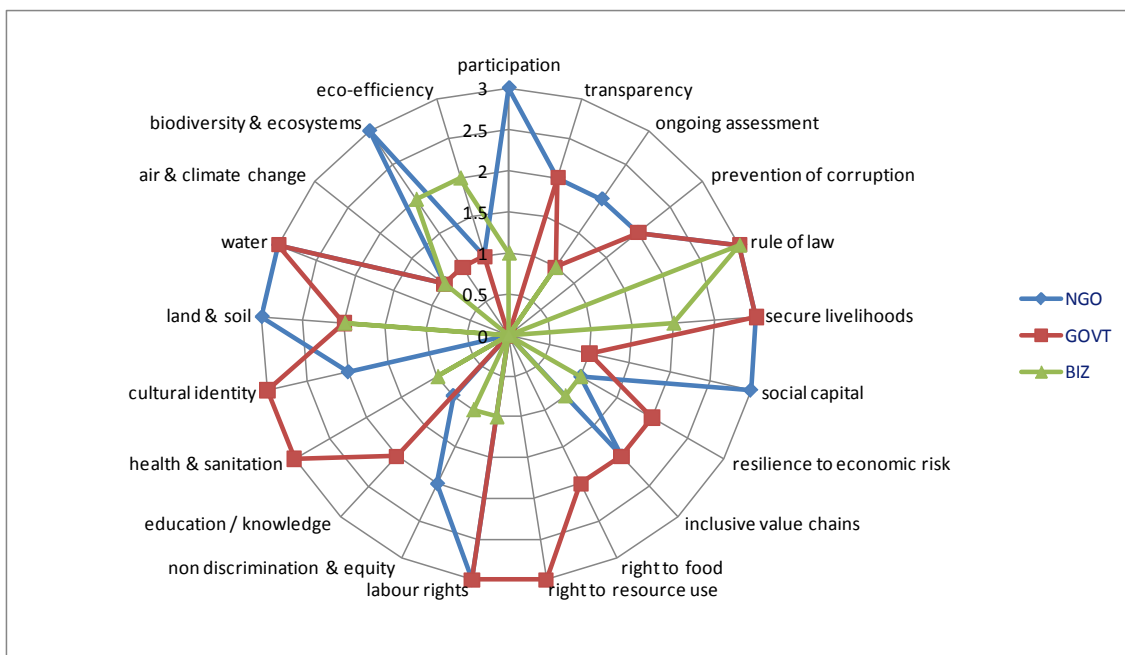 participation
eco-efficiency
3
transparency
biodiversity & ecosystems
2.5
ongoing assessment
air & climate change
2
prevention of corruption
1.5
water
1
rule of law
0.5
NGO
land & soil
0
secure livelihoods
GOVT
BIZ
cultural identity
social capital
health & sanitation
resilience to economic risk
education / knowledge
inclusive value chains
non discrimination & equity
right to food
labour rights
right to resource use